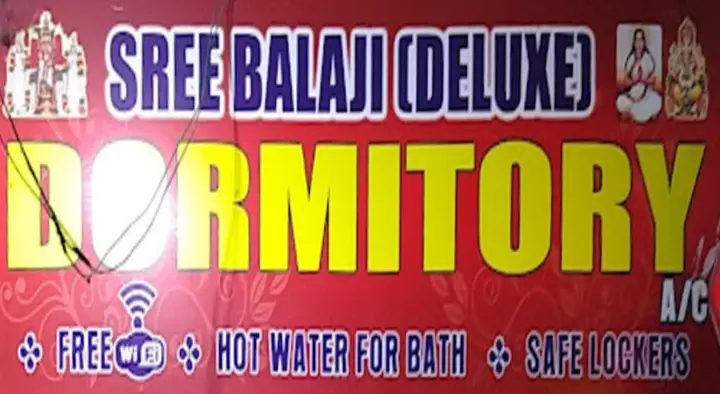 SREE BALAJI (DELUXE)
DORMITORY
A/C
FREE WiFi HOT WATER FOR BATH SAFE LOCKERS